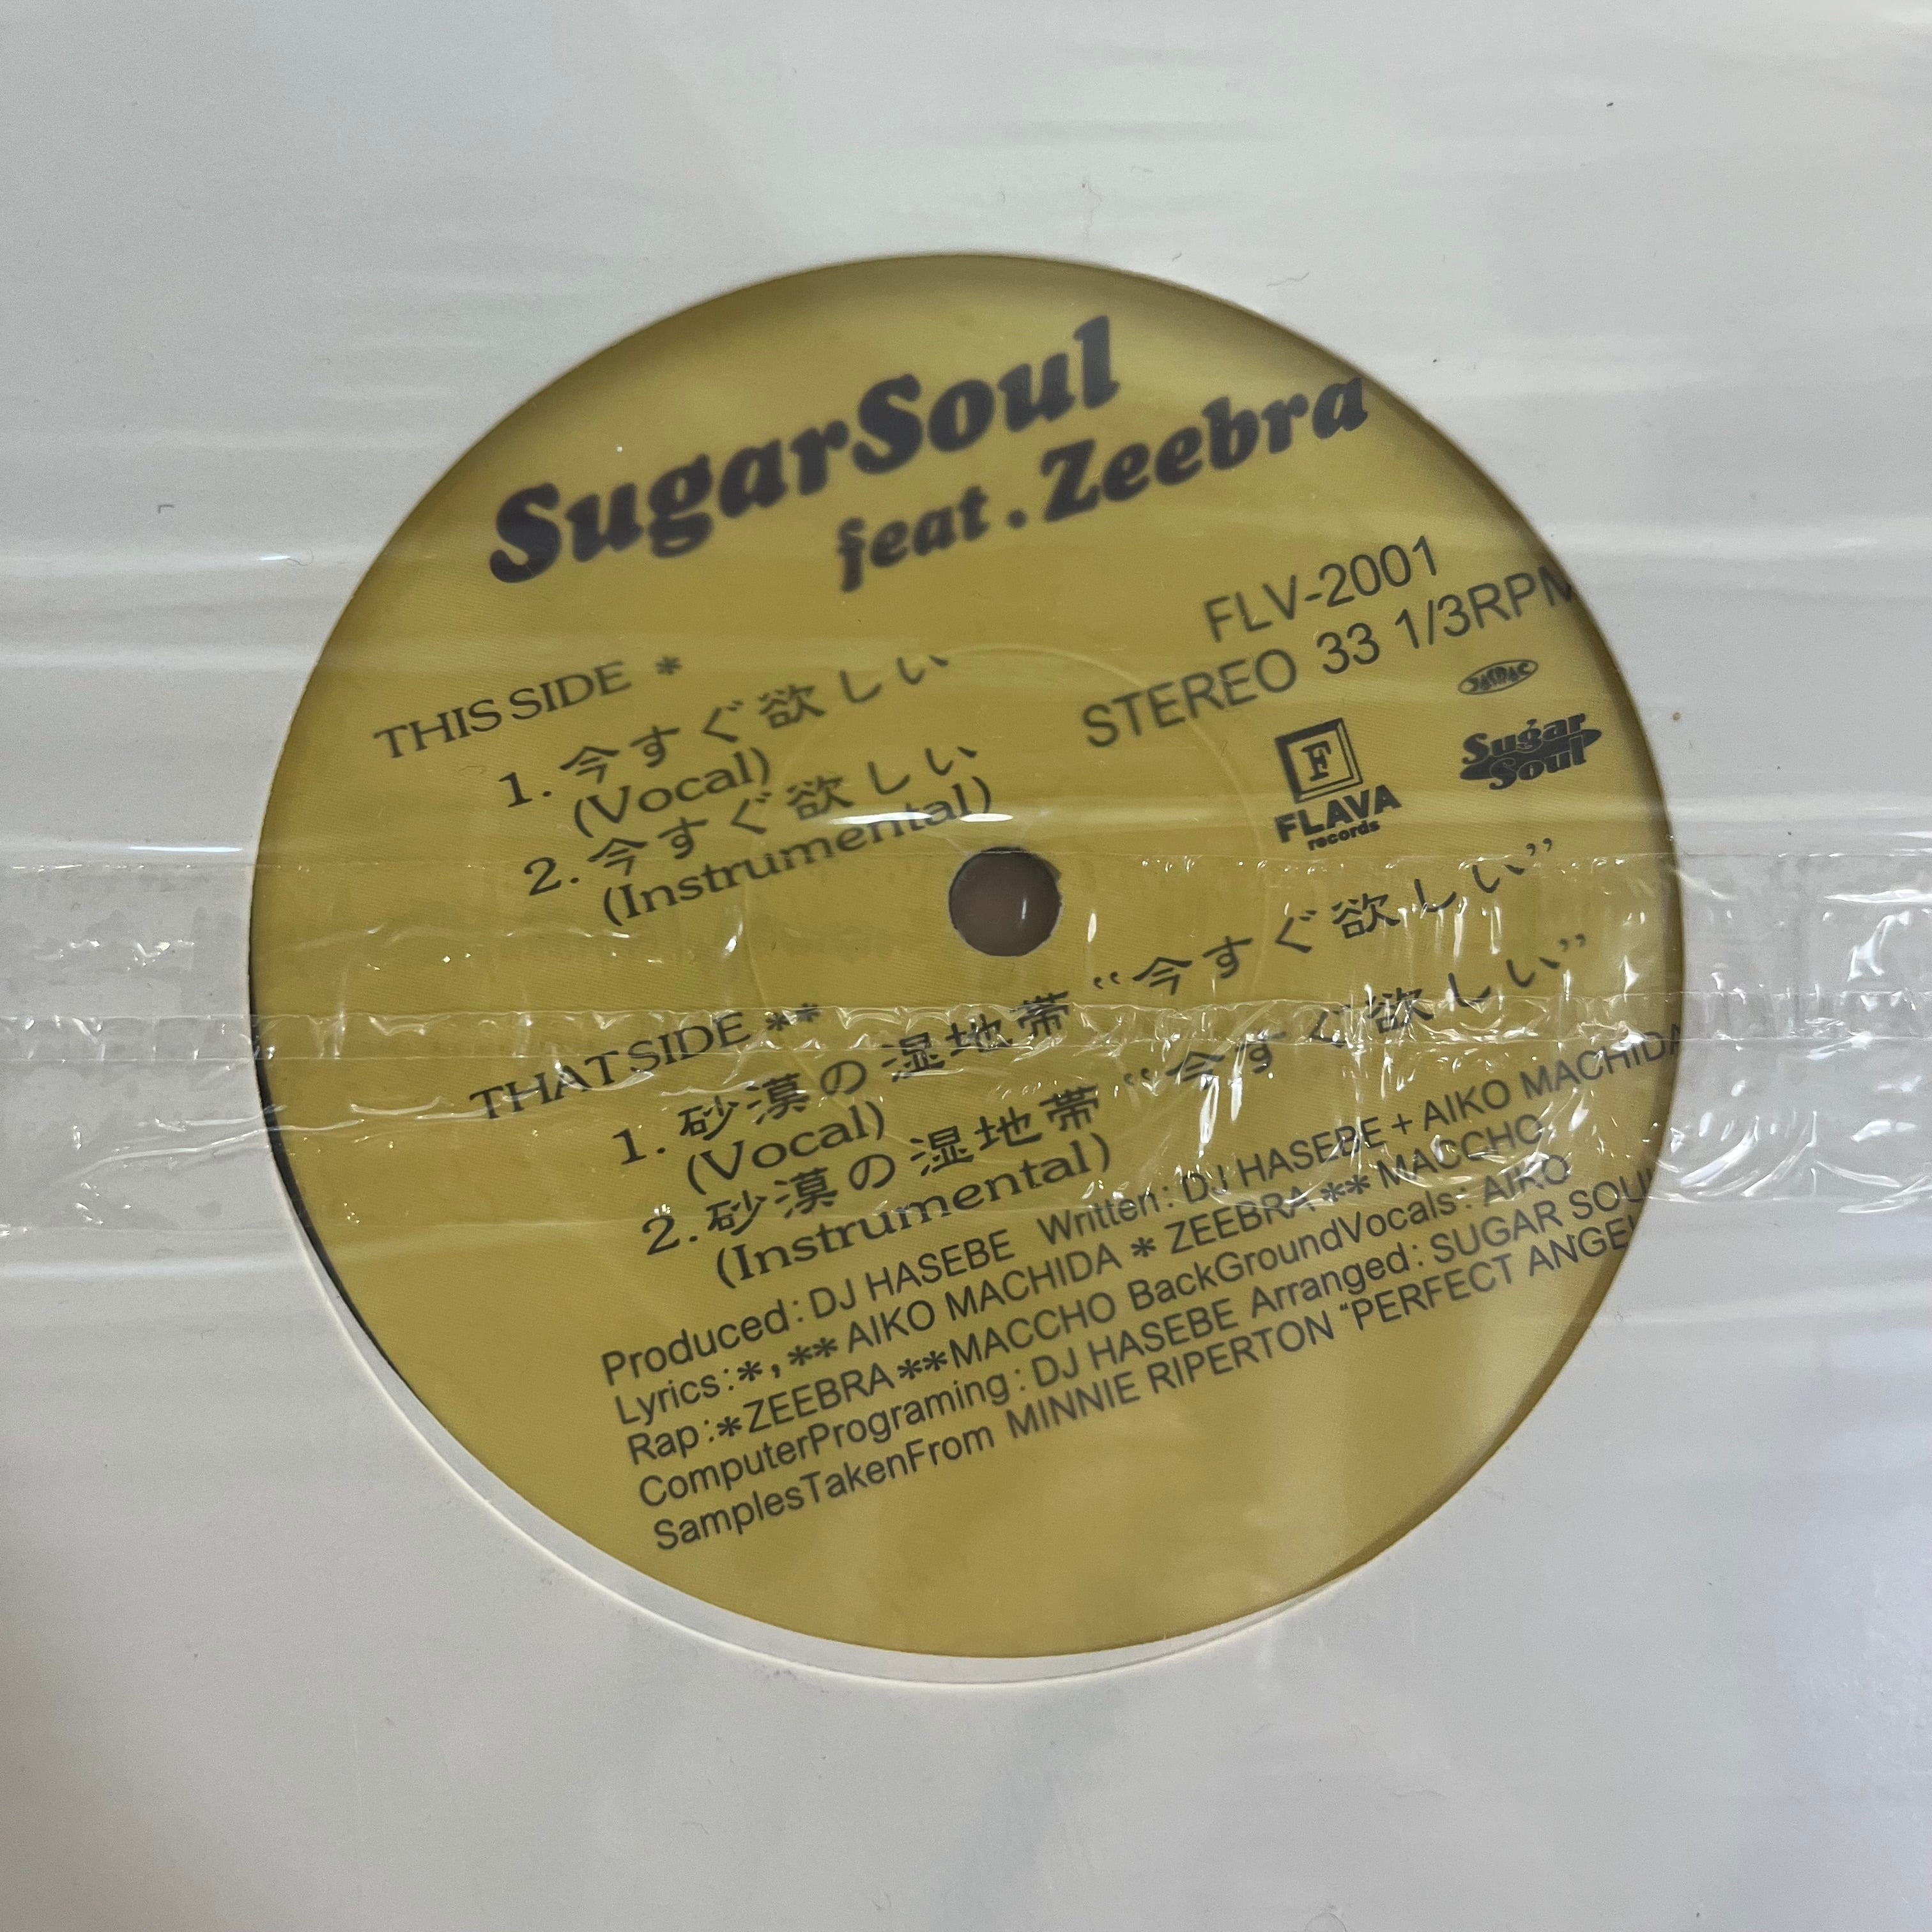 SugarSoul
feat. Zeebra
FLV-2001
STEREO 33 1/3RPM
JASRAC
F
FLAVA
records
Sugar
Soul
THIS SIDE *
1. 今すぐ欲しい
(Vocal)
2. 今すぐ欲しい
(Instrumental)
THAT SIDE **
1. 砂漠の湿地帯 “今すぐ欲しい”
(Vocal)
2. 砂漠の湿地帯 “今すぐ欲しい”
(Instrumental)
Produced: DJ HASEBE Written: DJ HASEBE + AIKO MACHIDA
Lyrics: *, ** AIKO MACHIDA * ZEEBRA ** MACCHO
Rap: *ZEEBRA **MACCHO BackGroundVocals: AIKO
ComputerPrograming: DJ HASEBE Arranged: SUGAR SOUL
SamplesTakenFrom MINNIE RIPERTON “PERFECT ANGEL